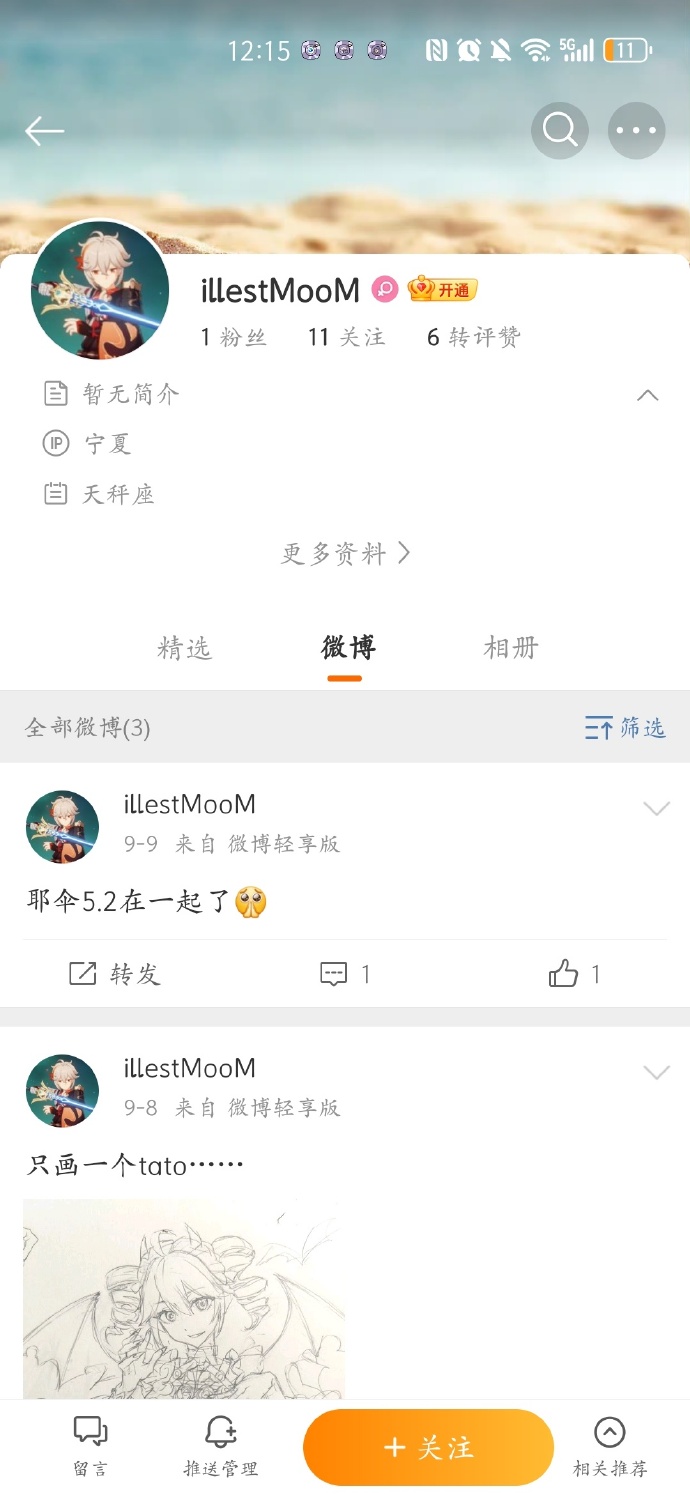 12:15 5G 11
illestMooM 开通
1 粉丝 11 关注 6 转评赞
暂无简介
IP 宁夏
天秤座
更多资料
精选 微博 相册
全部微博(3) 筛选
illestMooM
9-9 来自 微博轻享版
耶伞5.2在一起了🥹
转发 1 1
illestMooM
9-8 来自 微博轻享版
只画一个tato……
留言 推送管理 + 关注 相关推荐